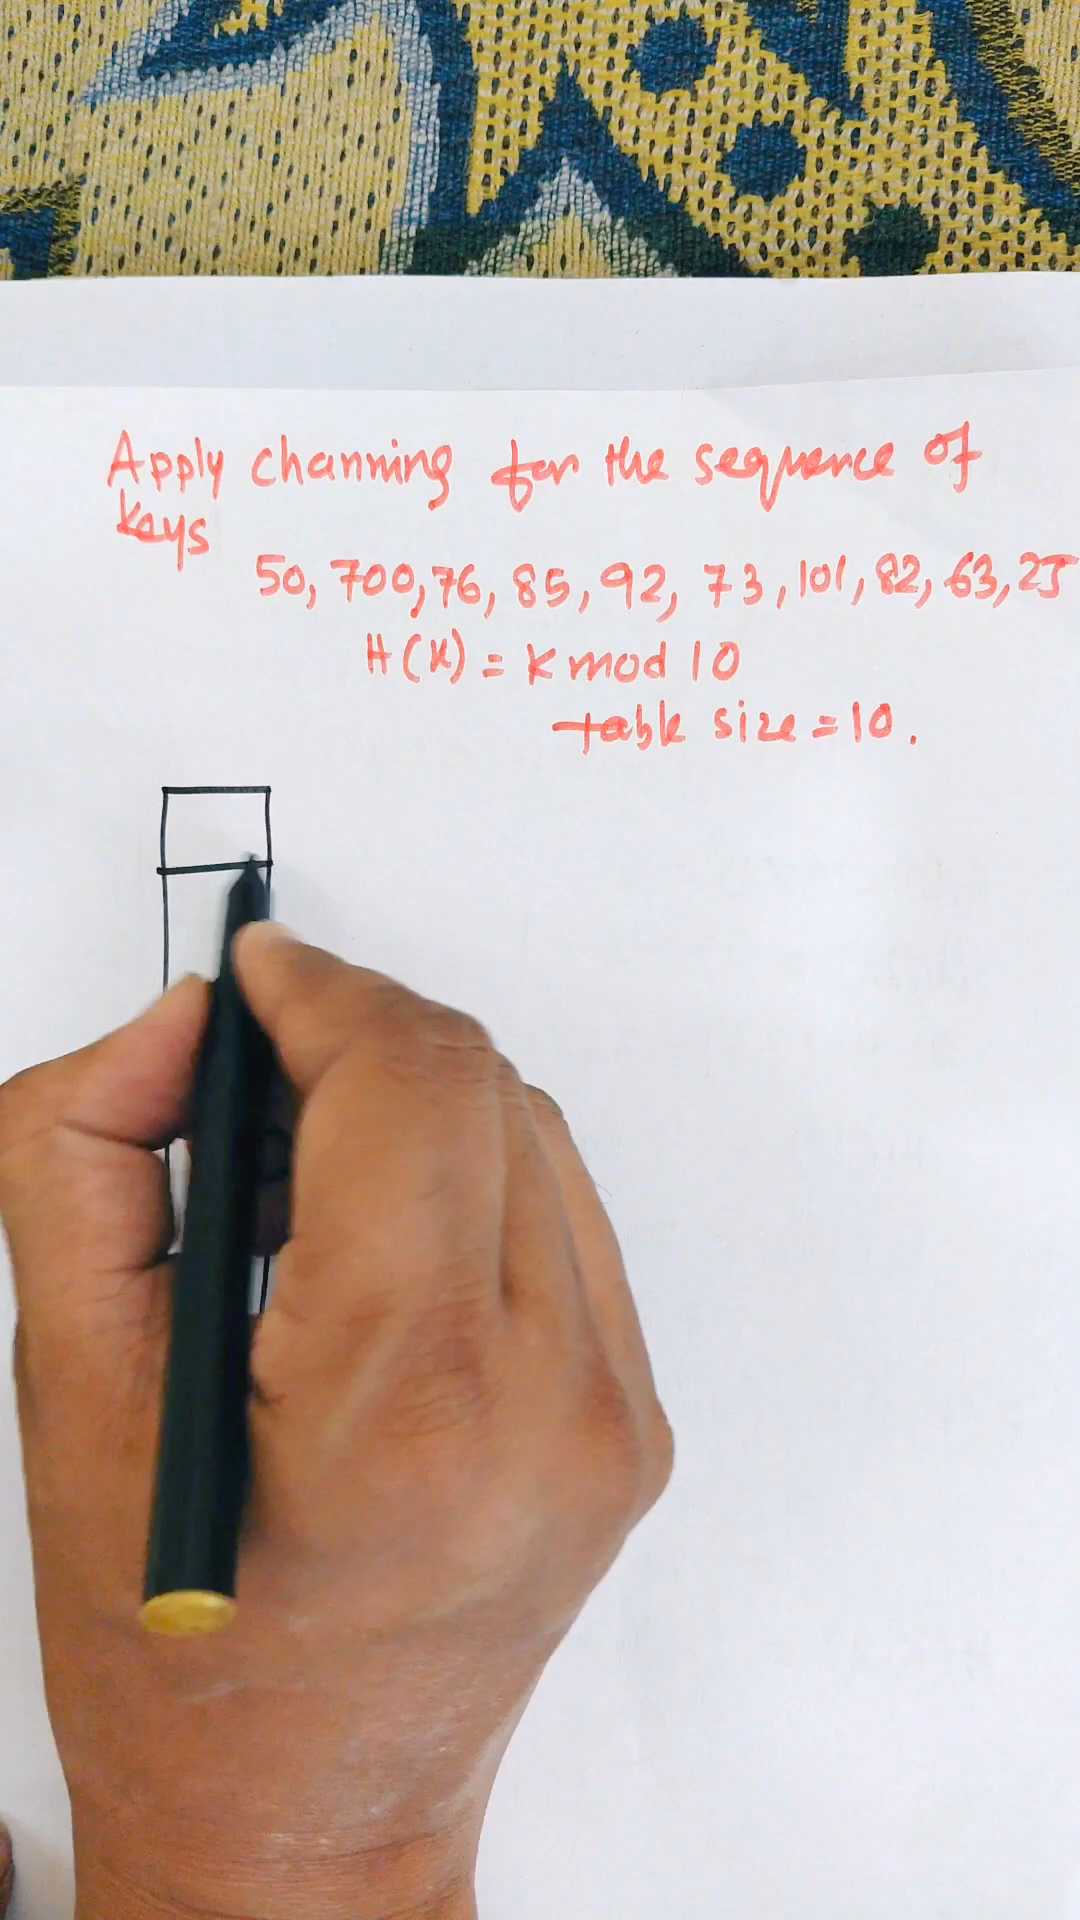 Apply channing for the sequence of
keys
50, 700, 76, 85, 92, 73, 101, 82, 63, 25
H(K) = K mod 10
table size = 10.